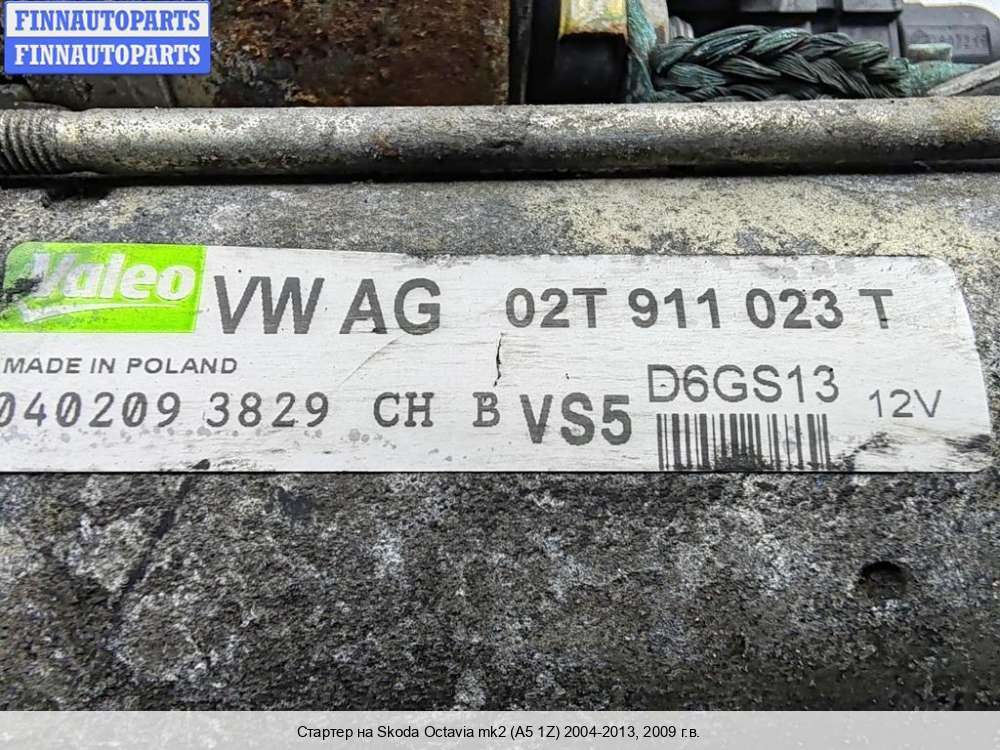 FINNAUTOPARTS
FINNAUTOPARTS
Valeo VW AG 02T 911 023 T
MADE IN POLAND
040209 3829 CH B VS5 D6GS13 12V
Стартер на Skoda Octavia mk2 (A5 1Z) 2004-2013, 2009 г.в.